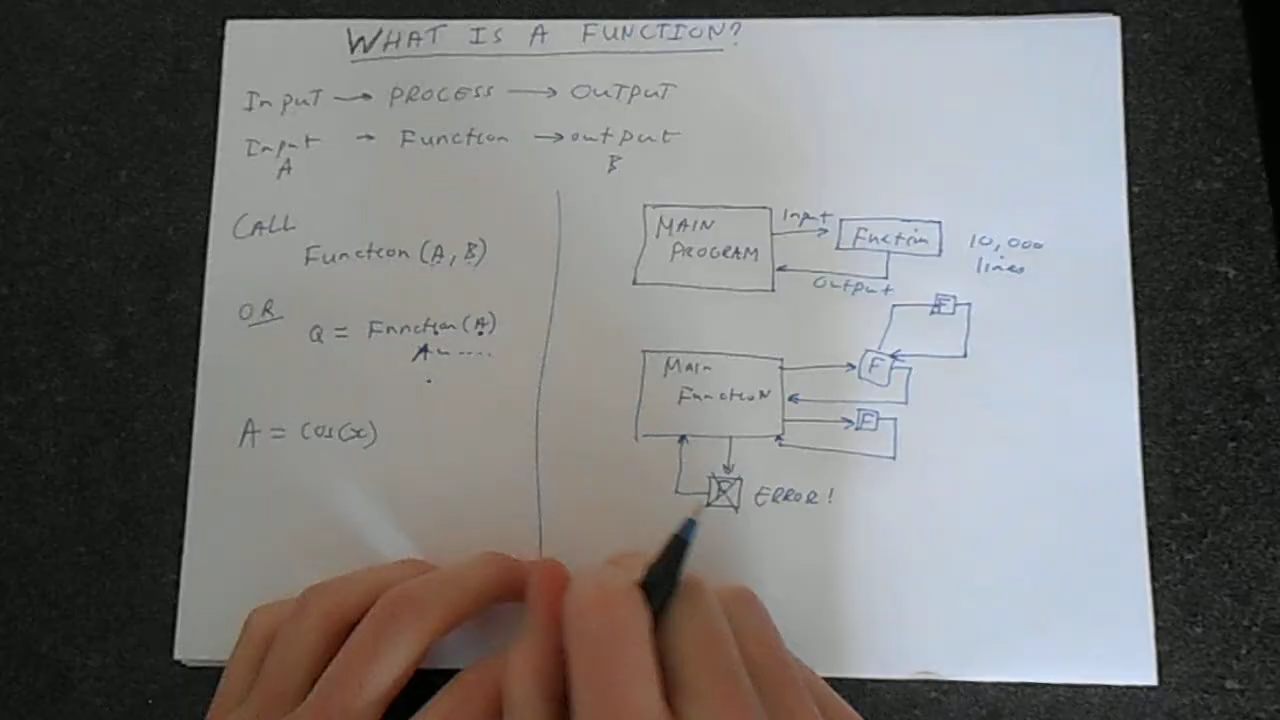 WHAT IS A FUNCTION?
Input → PROCESS → OUTPUT
Input → Function → output
A B
CALL
Function (A, B)
OR
Q = Function (A)
A = ....
A = cos(x)
MAIN
PROGRAM
Input
Function
Output
10,000
lines
F
Main
Function
F
F
F
ERROR!